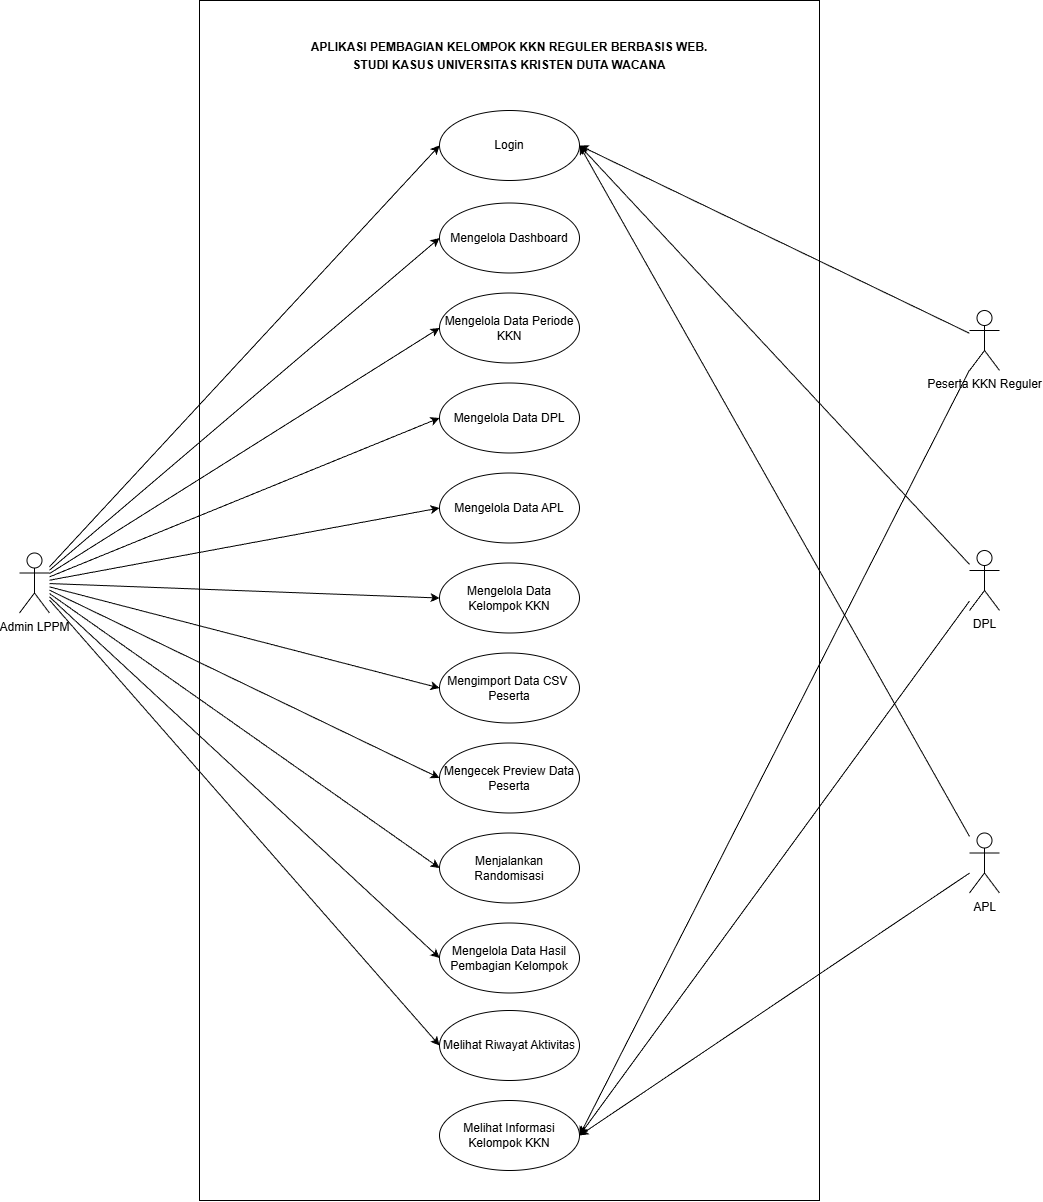 APLIKASI PEMBAGIAN KELOMPOK KKN REGULER BERBASIS WEB.
STUDI KASUS UNIVERSITAS KRISTEN DUTA WACANA
Login
Mengelola Dashboard
Mengelola Data Periode
KKN
Mengelola Data DPL
Mengelola Data APL
Mengelola Data
Kelompok KKN
Mengimport Data CSV
Peserta
Mengecek Preview Data
Peserta
Menjalankan
Randomisasi
Mengelola Data Hasil
Pembagian Kelompok
Melihat Riwayat Aktivitas
Melihat Informasi
Kelompok KKN
Admin LPPM
Peserta KKN Reguler
DPL
APL